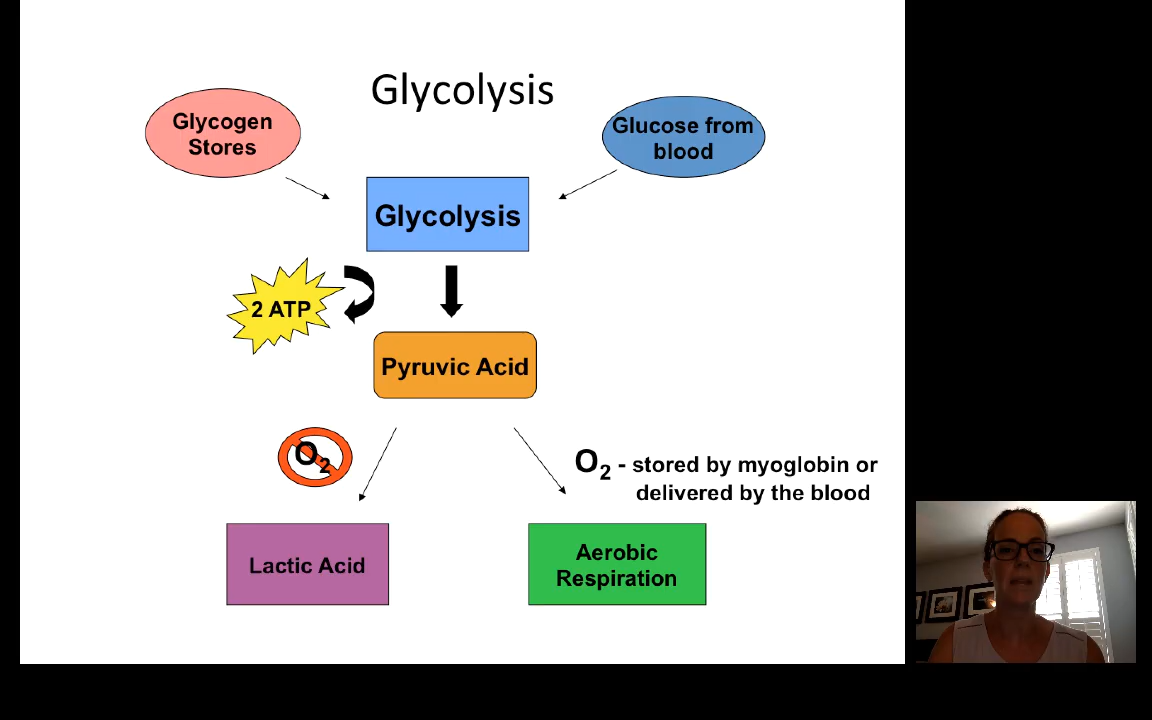 Glycolysis
Glycogen
Stores
Glucose from
blood
Glycolysis
2 ATP
Pyruvic Acid
O2
O2 - stored by myoglobin or
delivered by the blood
Lactic Acid
Aerobic
Respiration